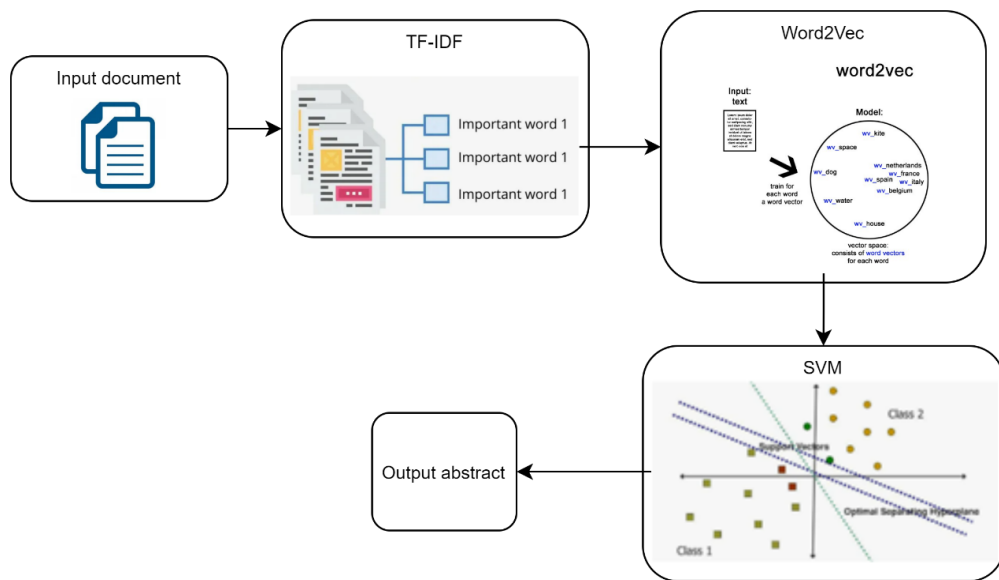 Input document
TF-IDF
Important word 1
Important word 1
Important word 1
Word2Vec
word2vec
Input:
text
train for
each word
a word vector
Model:
wv_kite
wv_space
wv_netherlands
wv_dog
wv_france
wv_spain
wv_italy
wv_belgium
wv_water
wv_house
vector space:
consists of word vectors
for each word
SVM
Class 2
Support Vectors
Optimal Separating Hyperplane
Class 1
Output abstract